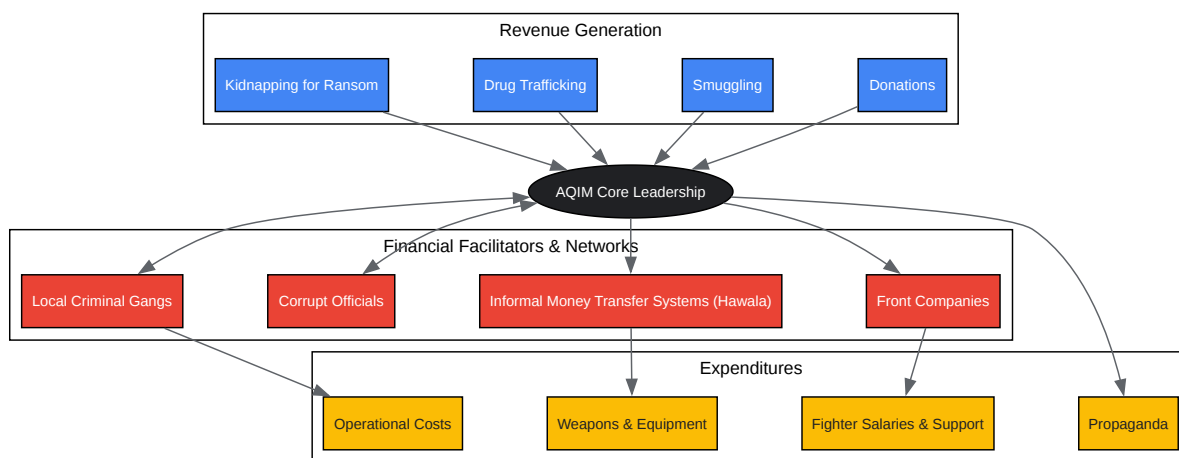 Revenue Generation
Kidnapping for Ransom
Drug Trafficking
Smuggling
Donations
AQIM Core Leadership
Financial Facilitators & Networks
Local Criminal Gangs
Corrupt Officials
Informal Money Transfer Systems (Hawala)
Front Companies
Expenditures
Operational Costs
Weapons & Equipment
Fighter Salaries & Support
Propaganda